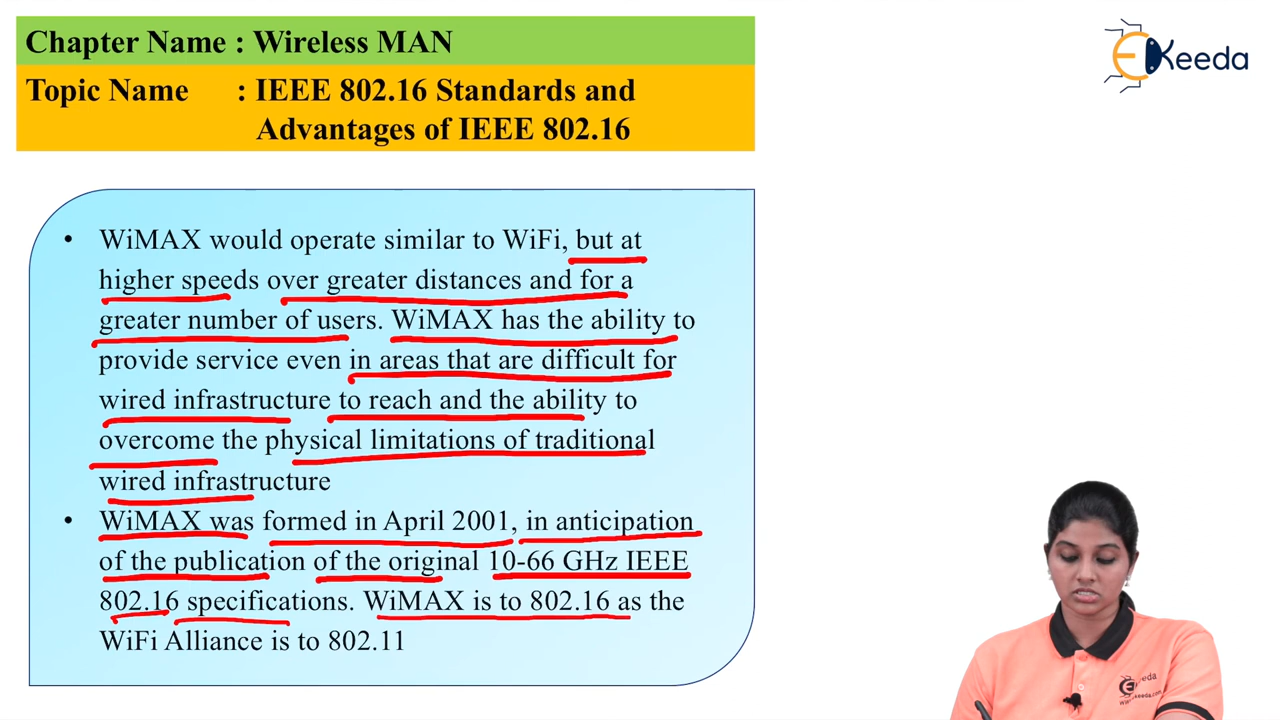 Chapter Name : Wireless MAN
Keeda
Topic Name : IEEE 802.16 Standards and
Advantages of IEEE 802.16
• WiMAX would operate similar to WiFi, but at
higher speeds over greater distances and for a
greater number of users. WiMAX has the ability to
provide service even in areas that are difficult for
wired infrastructure to reach and the ability to
overcome the physical limitations of traditional
wired infrastructure
• WiMAX was formed in April 2001, in anticipation
of the publication of the original 10-66 GHz IEEE
802.16 specifications. WiMAX is to 802.16 as the
WiFi Alliance is to 802.11